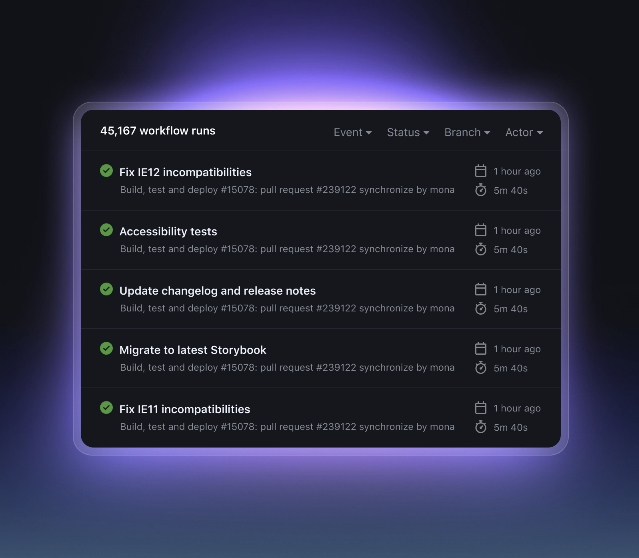 45,167 workflow runs
Event
Status
Branch
Actor
Fix IE12 incompatibilities
1 hour ago
Build, test and deploy #15078: pull request #239122 synchronize by mona
5m 40s
Accessibility tests
1 hour ago
Build, test and deploy #15078: pull request #239122 synchronize by mona
5m 40s
Update changelog and release notes
1 hour ago
Build, test and deploy #15078: pull request #239122 synchronize by mona
5m 40s
Migrate to latest Storybook
1 hour ago
Build, test and deploy #15078: pull request #239122 synchronize by mona
5m 40s
Fix IE11 incompatibilities
1 hour ago
Build, test and deploy #15078: pull request #239122 synchronize by mona
5m 40s